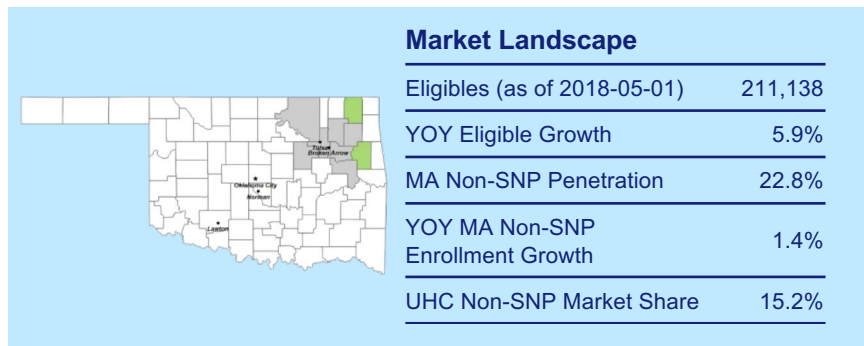 Market Landscape
Eligibles (as of 2018-05-01) 211,138
YOY Eligible Growth 5.9%
MA Non-SNP Penetration 22.8%
YOY MA Non-SNP
Enrollment Growth 1.4%
UHC Non-SNP Market Share 15.2%
Tulsa
Broken Arrow
Oklahoma City
Norman
Lawton